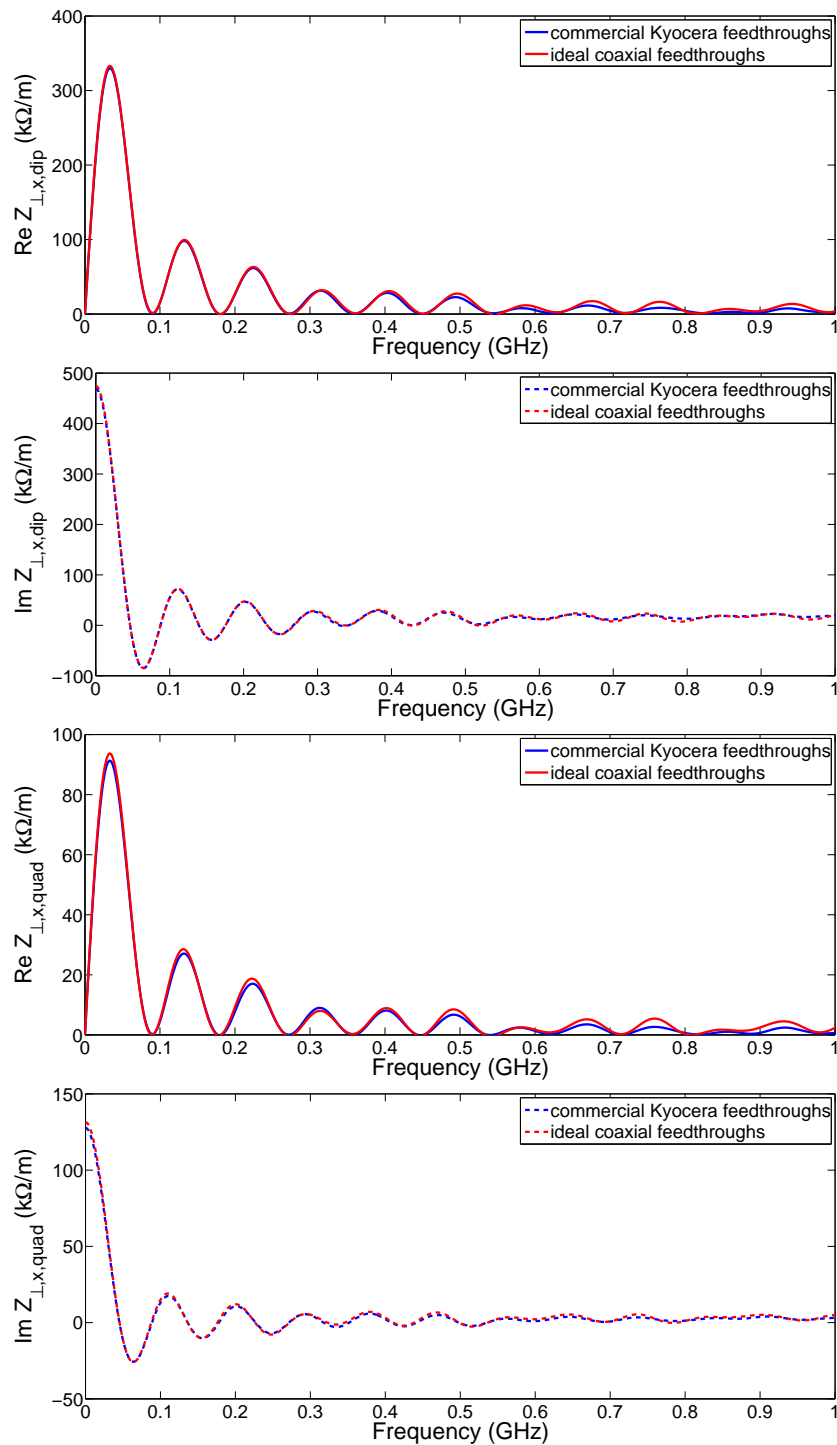 400
300
200
100
0
Re Z⊥,x,dip (kΩ/m)
commercial Kyocera feedthroughs
ideal coaxial feedthroughs
0 0.1 0.2 0.3 0.4 0.5 0.6 0.7 0.8 0.9 1
Frequency (GHz)
500
400
300
200
100
0
−100
Im Z⊥,x,dip (kΩ/m)
commercial Kyocera feedthroughs
ideal coaxial feedthroughs
0 0.1 0.2 0.3 0.4 0.5 0.6 0.7 0.8 0.9 1
Frequency (GHz)
100
80
60
40
20
0
Re Z⊥,x,quad (kΩ/m)
commercial Kyocera feedthroughs
ideal coaxial feedthroughs
0 0.1 0.2 0.3 0.4 0.5 0.6 0.7 0.8 0.9 1
Frequency (GHz)
150
100
50
0
−50
Im Z⊥,x,quad (kΩ/m)
commercial Kyocera feedthroughs
ideal coaxial feedthroughs
0 0.1 0.2 0.3 0.4 0.5 0.6 0.7 0.8 0.9 1
Frequency (GHz)